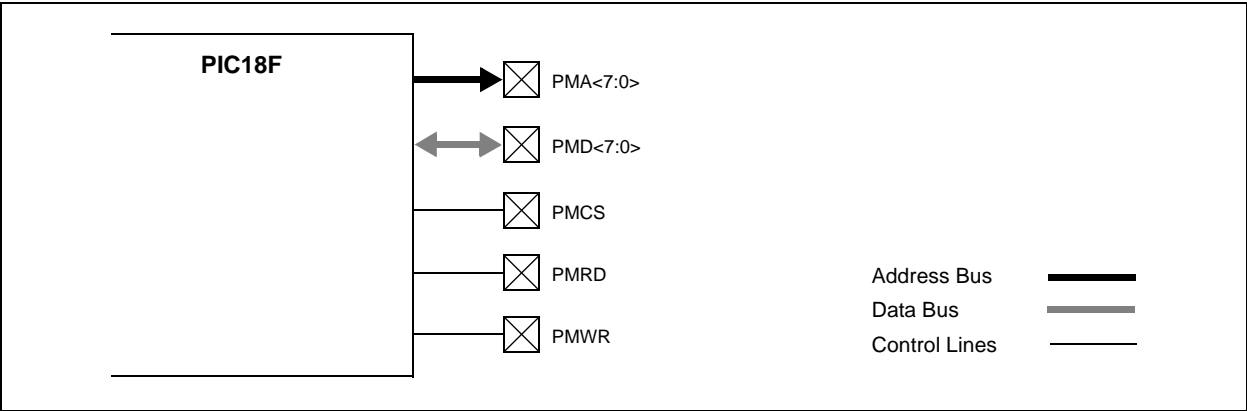 PIC18F
PMA<7:0>
PMD<7:0>
PMCS
PMRD
PMWR
Address Bus
Data Bus
Control Lines